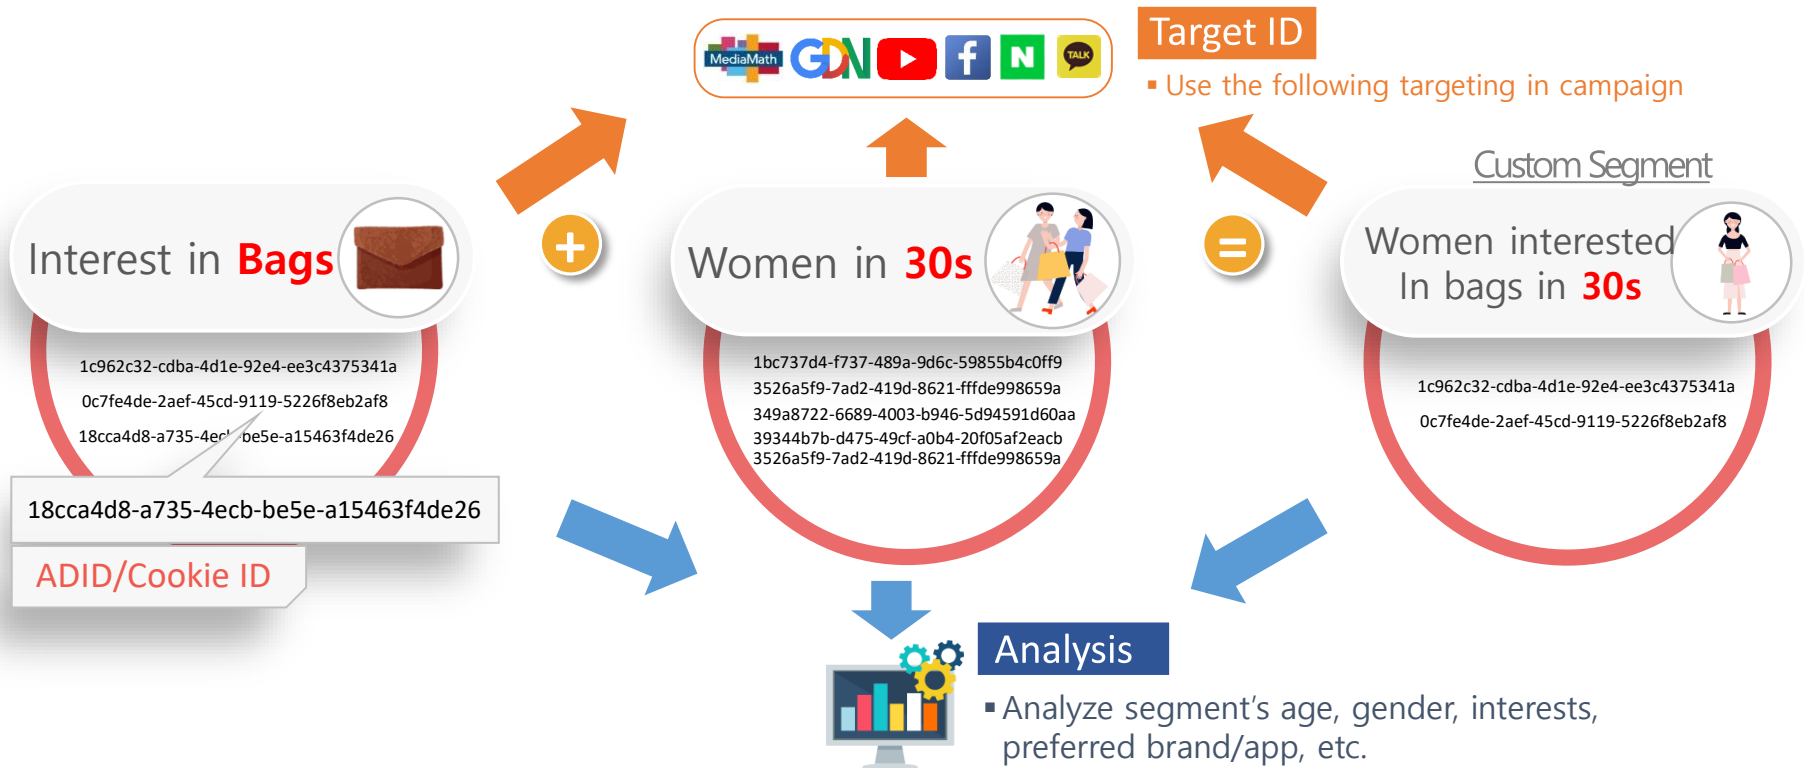 MediaMath
GDN
f
N
TALK
Target ID
▪ Use the following targeting in campaign
Custom Segment
Interest in Bags
+
Women in 30s
=
Women interested
In bags in 30s
1c962c32-cdba-4d1e-92e4-ee3c4375341a
0c7fe4de-2aef-45cd-9119-5226f8eb2af8
18cca4d8-a735-4ecb-be5e-a15463f4de26
18cca4d8-a735-4ecb-be5e-a15463f4de26
ADID/Cookie ID
1bc737d4-f737-489a-9d6c-59855b4c0ff9
3526a5f9-7ad2-419d-8621-fffde998659a
349a8722-6689-4003-b946-5d94591d60aa
39344b7b-d475-49cf-a0b4-20f05af2eacb
3526a5f9-7ad2-419d-8621-fffde998659a
1c962c32-cdba-4d1e-92e4-ee3c4375341a
0c7fe4de-2aef-45cd-9119-5226f8eb2af8
Analysis
▪ Analyze segment’s age, gender, interests,
preferred brand/app, etc.